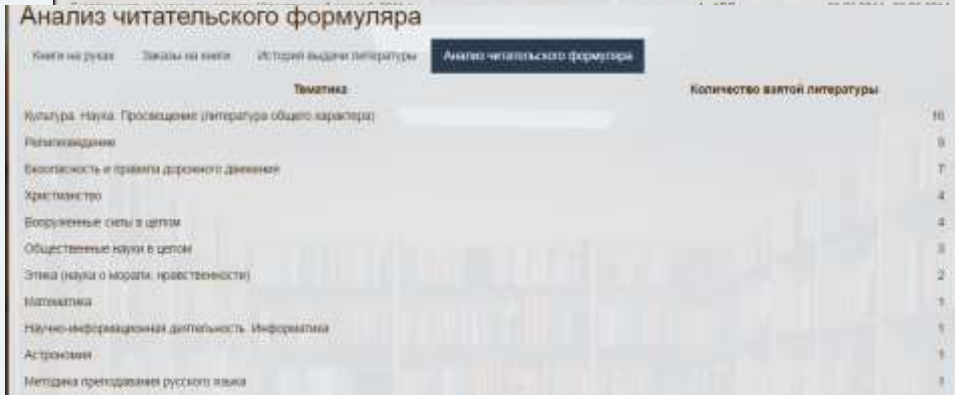 Анализ читательского формуляра
Книги на руках Заказы на книги История выдачи литературы Анализ читательского формуляра
Тематика Количество взятой литературы
Культура. Наука. Просвещение (литература общего характера) 16
Религиоведение 9
Безопасность и правила дорожного движения 7
Христианство 4
Вооруженные силы в целом 4
Общественные науки в целом 3
Этика (наука о морали, нравственности) 2
Математика 1
Научно-информационная деятельность. Информатика 1
Астрономия 1
Методика преподавания русского языка 1